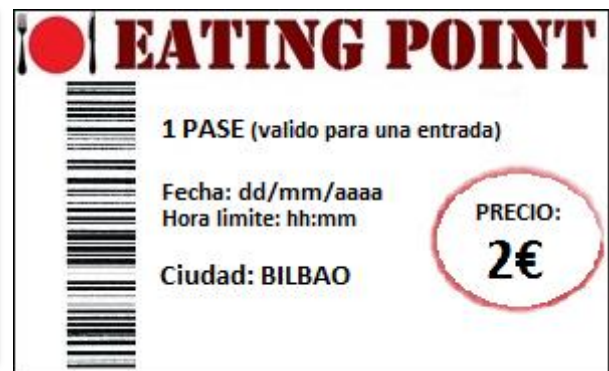 EATING POINT
1 PASE (valido para una entrada)
Fecha: dd/mm/aaaa
Hora limite: hh:mm
PRECIO:
2€
Ciudad: BILBAO